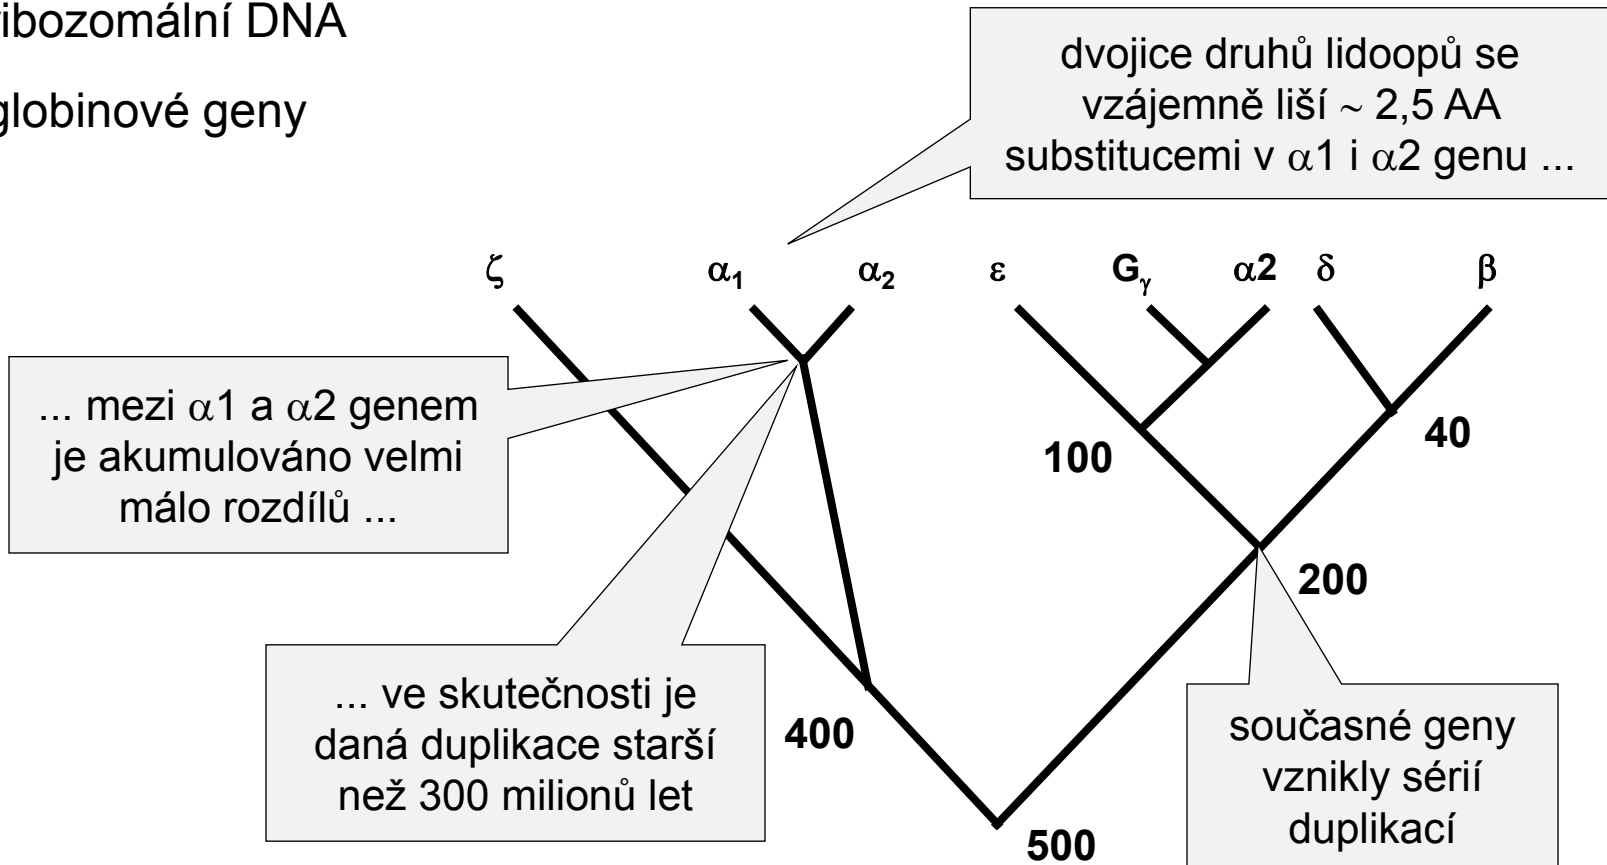 ribozomální DNA
globinové geny
dvojice druhů lidoopů se
vzájemně liší ~ 2,5 AA
substitucemi v α1 i α2 genu ...
ζ α₁ α₂ ε Gᵧ α2 δ β
... mezi α1 a α2 genem
je akumulováno velmi
málo rozdílů ...
40
100
200
... ve skutečnosti je
daná duplikace starší
než 300 milionů let
400
současné geny
vznikly sérií
duplikací
500